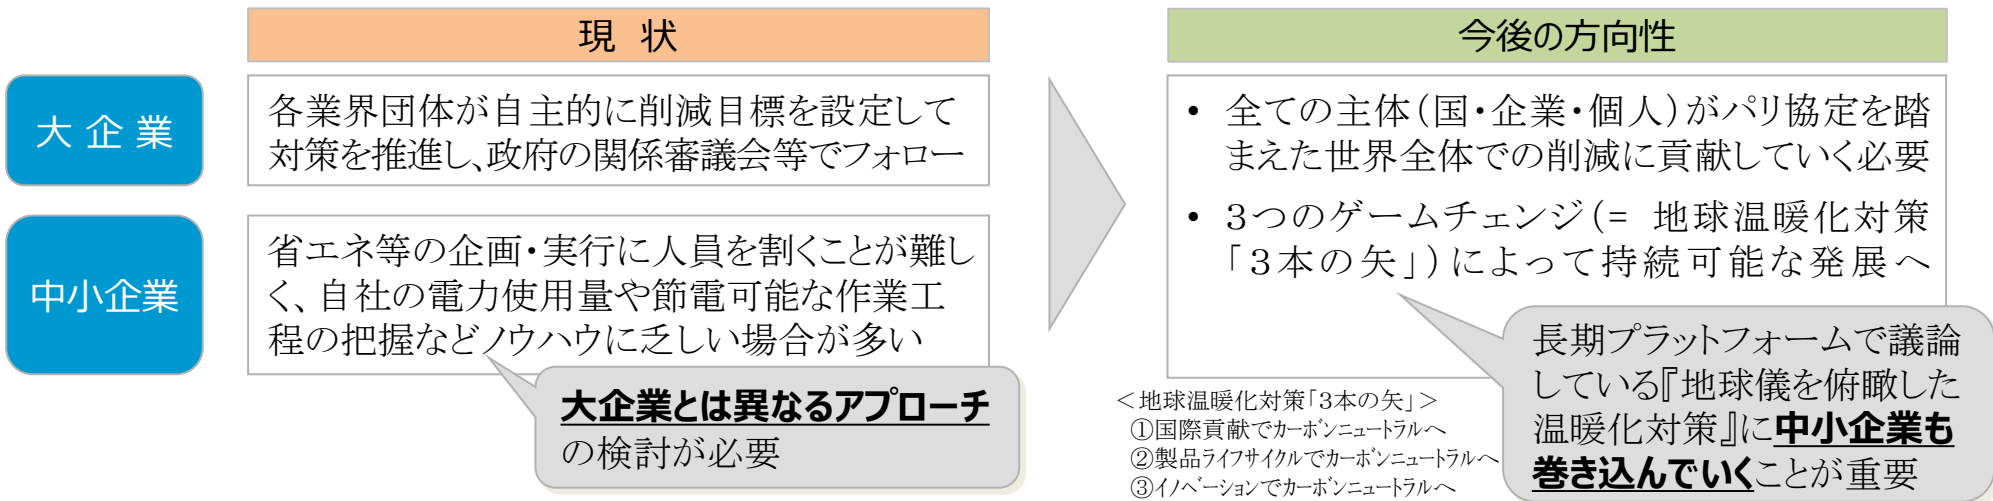 現 状
今後の方向性
大 企 業
各業界団体が自主的に削減目標を設定して
対策を推進し、政府の関係審議会等でフォロー
中小企業
省エネ等の企画・実行に人員を割くことが難し
く、自社の電力使用量や節電可能な作業工
程の把握などノウハウに乏しい場合が多い
大企業とは異なるアプローチ
の検討が必要
• 全ての主体(国・企業・個人)がパリ協定を踏
まえた世界全体での削減に貢献していく必要
• 3つのゲームチェンジ(= 地球温暖化対策
「3本の矢」)によって持続可能な発展へ
長期プラットフォームで議論
している『地球儀を俯瞰した
温暖化対策』に中小企業も
巻き込んでいくことが重要
<地球温暖化対策「3本の矢」>
①国際貢献でカーボンニュートラルへ
②製品ライフサイクルでカーボンニュートラルへ
③イノベーションでカーボンニュートラルへ